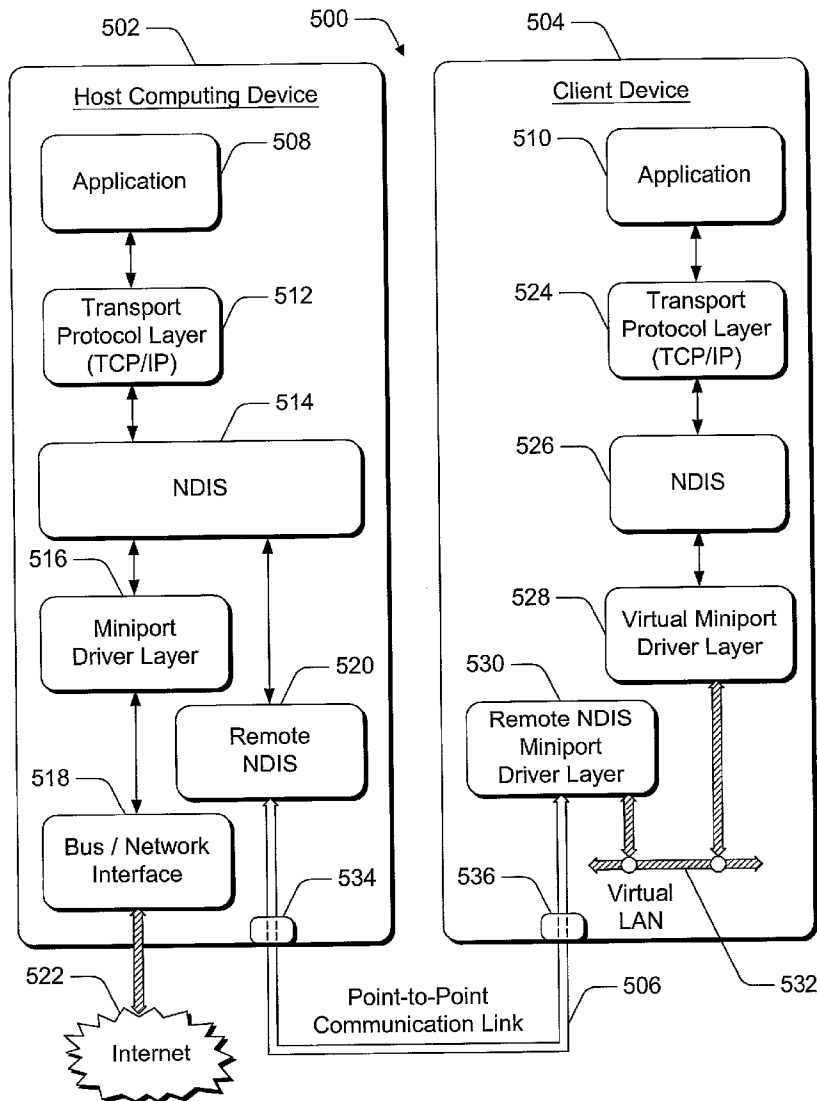 502
500
504
Host Computing Device
Client Device
508
Application
510
Application
512
Transport
Protocol Layer
(TCP/IP)
524
Transport
Protocol Layer
(TCP/IP)
514
NDIS
526
NDIS
516
Miniport
Driver Layer
528
Virtual Miniport
Driver Layer
520
Remote
NDIS
530
Remote NDIS
Miniport
Driver Layer
518
Bus / Network
Interface
534
536
Virtual
LAN
532
522
Internet
Point-to-Point
Communication Link
506